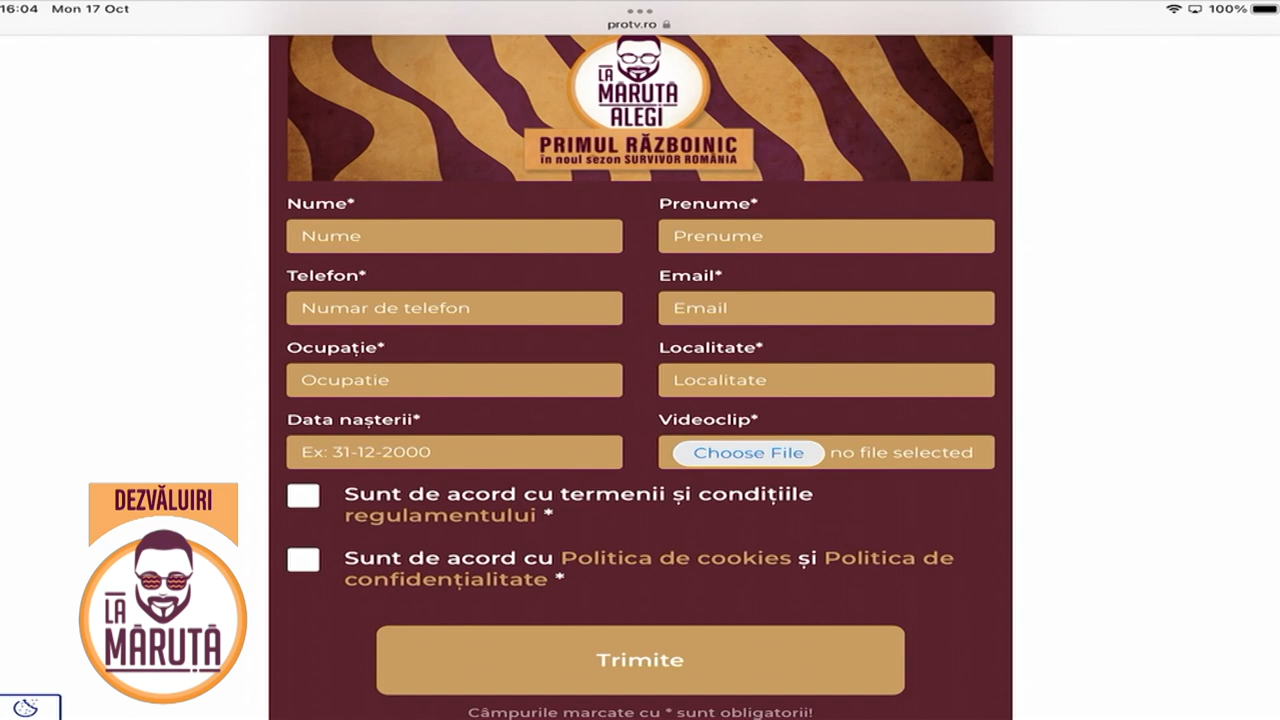 16:04 Mon 17 Oct
100%
protv.ro
LA
MĂRUȚĂ
ALEGI
PRIMUL RĂZBOINIC
în noul sezon SURVIVOR ROMÂNIA
Nume* Prenume*
Nume Prenume
Telefon* Email*
Numar de telefon Email
Ocupație* Localitate*
Ocupatie Localitate
Data nașterii* Videoclip*
Ex: 31-12-2000 Choose File no file selected
Sunt de acord cu termenii și condițiile
regulamentului *
Sunt de acord cu Politica de cookies și Politica de
confidențialitate *
Trimite
Câmpurile marcate cu * sunt obligatorii!
DEZVĂLUIRI
LA
MĂRUȚĂ